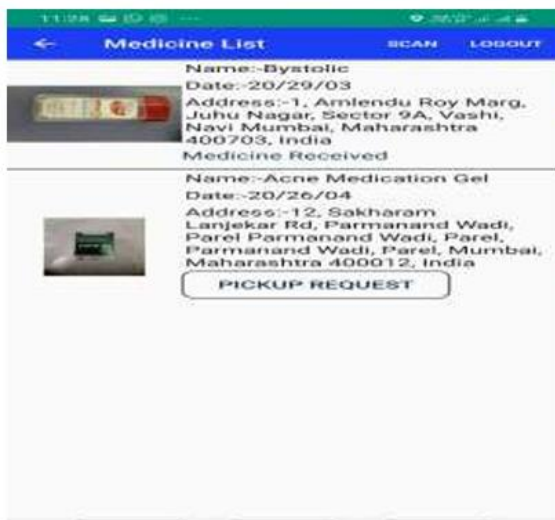 11:28
Medicine List
SCAN
LOGOUT
Name:-Bystolic
Date:-20/29/03
Address:-1, Amlendu Roy Marg,
Juhu Nagar, Sector 9A, Vashi,
Navi Mumbai, Maharashtra
400703, India
Medicine Received
Name:-Acne Medication Gel
Date:-20/26/04
Address:-12, Sakharam
Lanjekar Rd, Parmanand Wadi,
Parel Parmanand Wadi, Parel,
Parmanand Wadi, Parel, Mumbai,
Maharashtra 400012, India
PICKUP REQUEST